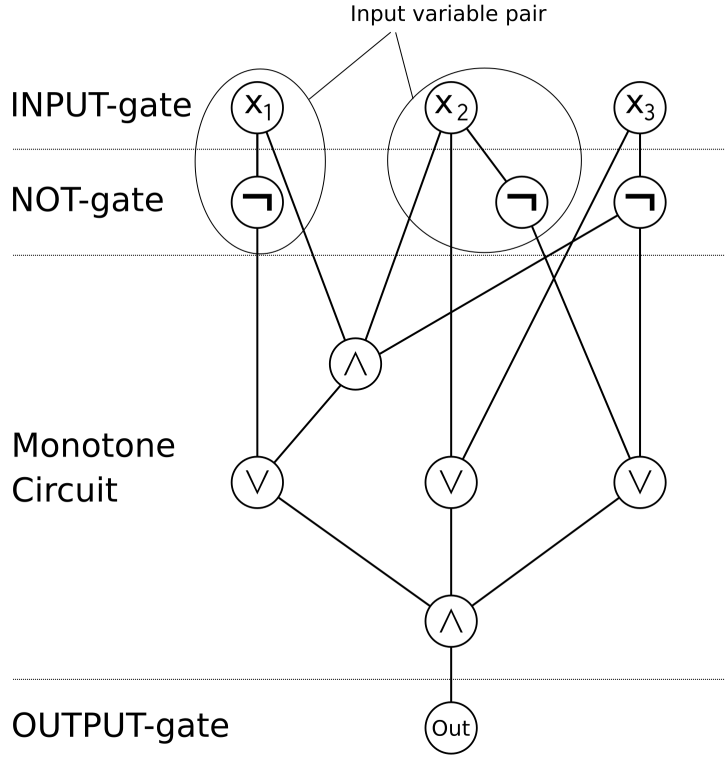 Input variable pair
INPUT-gate x₁ x₂ x₃
NOT-gate ¬ ¬ ¬
∧
Monotone
Circuit
∨ ∨ ∨
∧
OUTPUT-gate Out